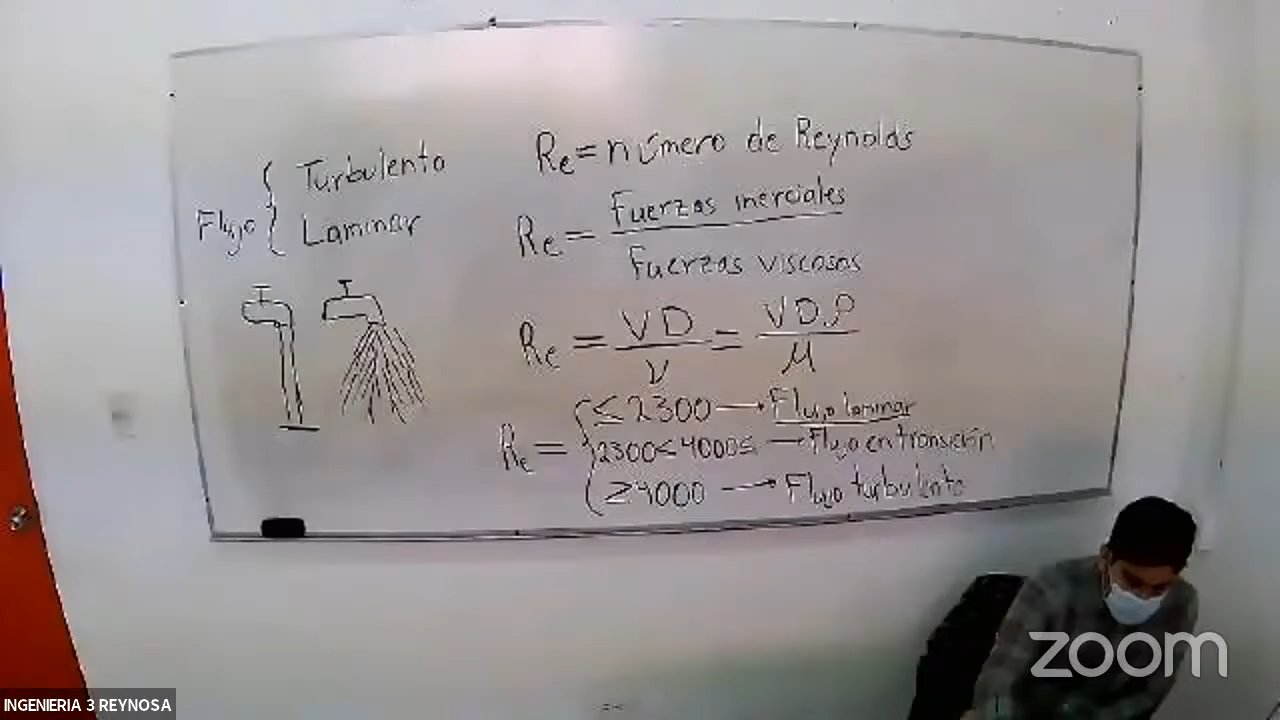 Flujo { Turbulento
Laminar
Re = número de Reynolds
Re = Fuerzas inerciales
Fuerzas viscosas
Re = VD / ν = VDρ / μ
Re = { ≤2300 → Flujo laminar
2300<4000≤ → Flujo en transición
≥4000 → Flujo turbulento
zoom
INGENIERIA 3 REYNOSA